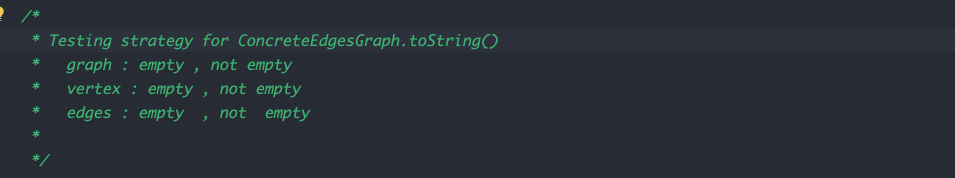 /*
* Testing strategy for ConcreteEdgesGraph.toString()
* graph : empty , not empty
* vertex : empty , not empty
* edges : empty , not empty
*
*/